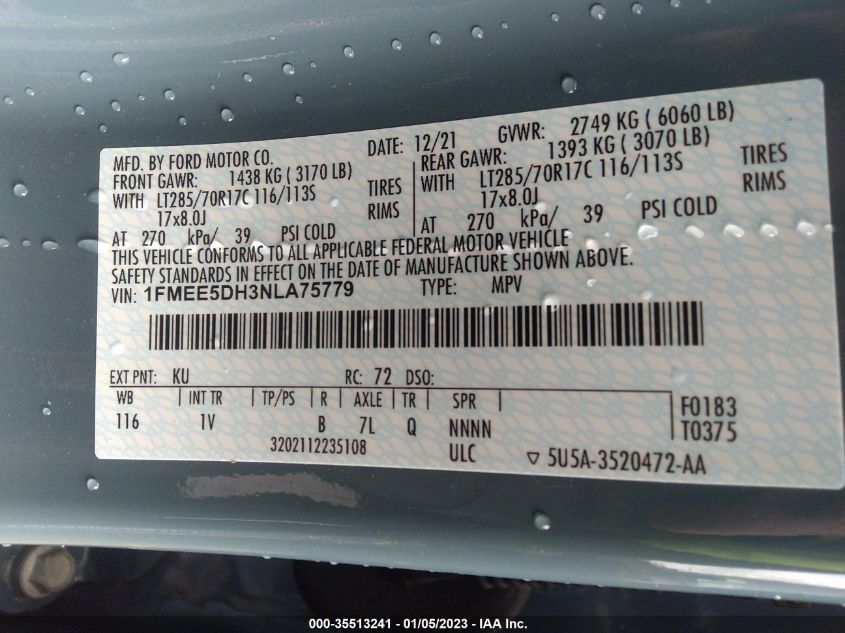 MFD. BY FORD MOTOR CO. DATE: 12/21 GVWR: 2749 KG ( 6060 LB)
FRONT GAWR: 1438 KG ( 3170 LB) REAR GAWR: 1393 KG ( 3070 LB)
WITH LT285/70R17C 116/113S TIRES WITH LT285/70R17C 116/113S TIRES
17x8.0J RIMS 17x8.0J RIMS
AT 270 kPa/ 39 PSI COLD AT 270 kPa/ 39 PSI COLD
THIS VEHICLE CONFORMS TO ALL APPLICABLE FEDERAL MOTOR VEHICLE
SAFETY STANDARDS IN EFFECT ON THE DATE OF MANUFACTURE SHOWN ABOVE.
VIN: 1FMEE5DH3NLA75779 TYPE: MPV
EXT PNT: KU RC: 72 DSO:
WB INT TR TP/PS R AXLE TR SPR F0183
116 1V B 7L Q NNNN T0375
3202112235108 ULC ▽ 5U5A-3520472-AA
000-35513241 - 01/05/2023 - © IAA Inc.